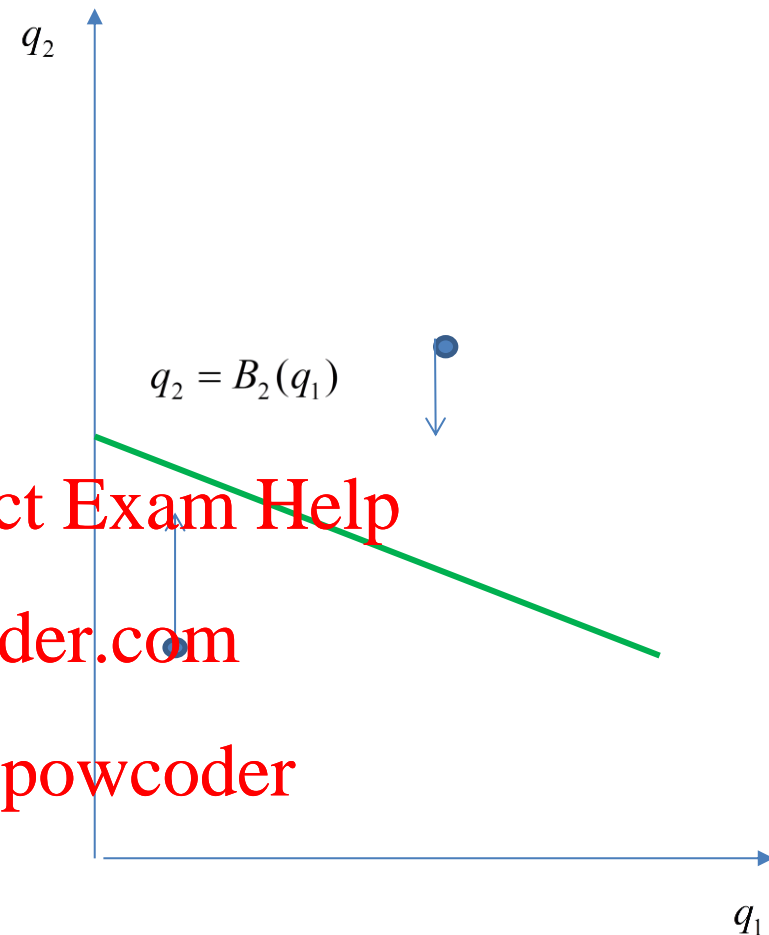 q₂
q₂ = B₂(q₁)
ct Exam Help
der.com
powcoder
q₁